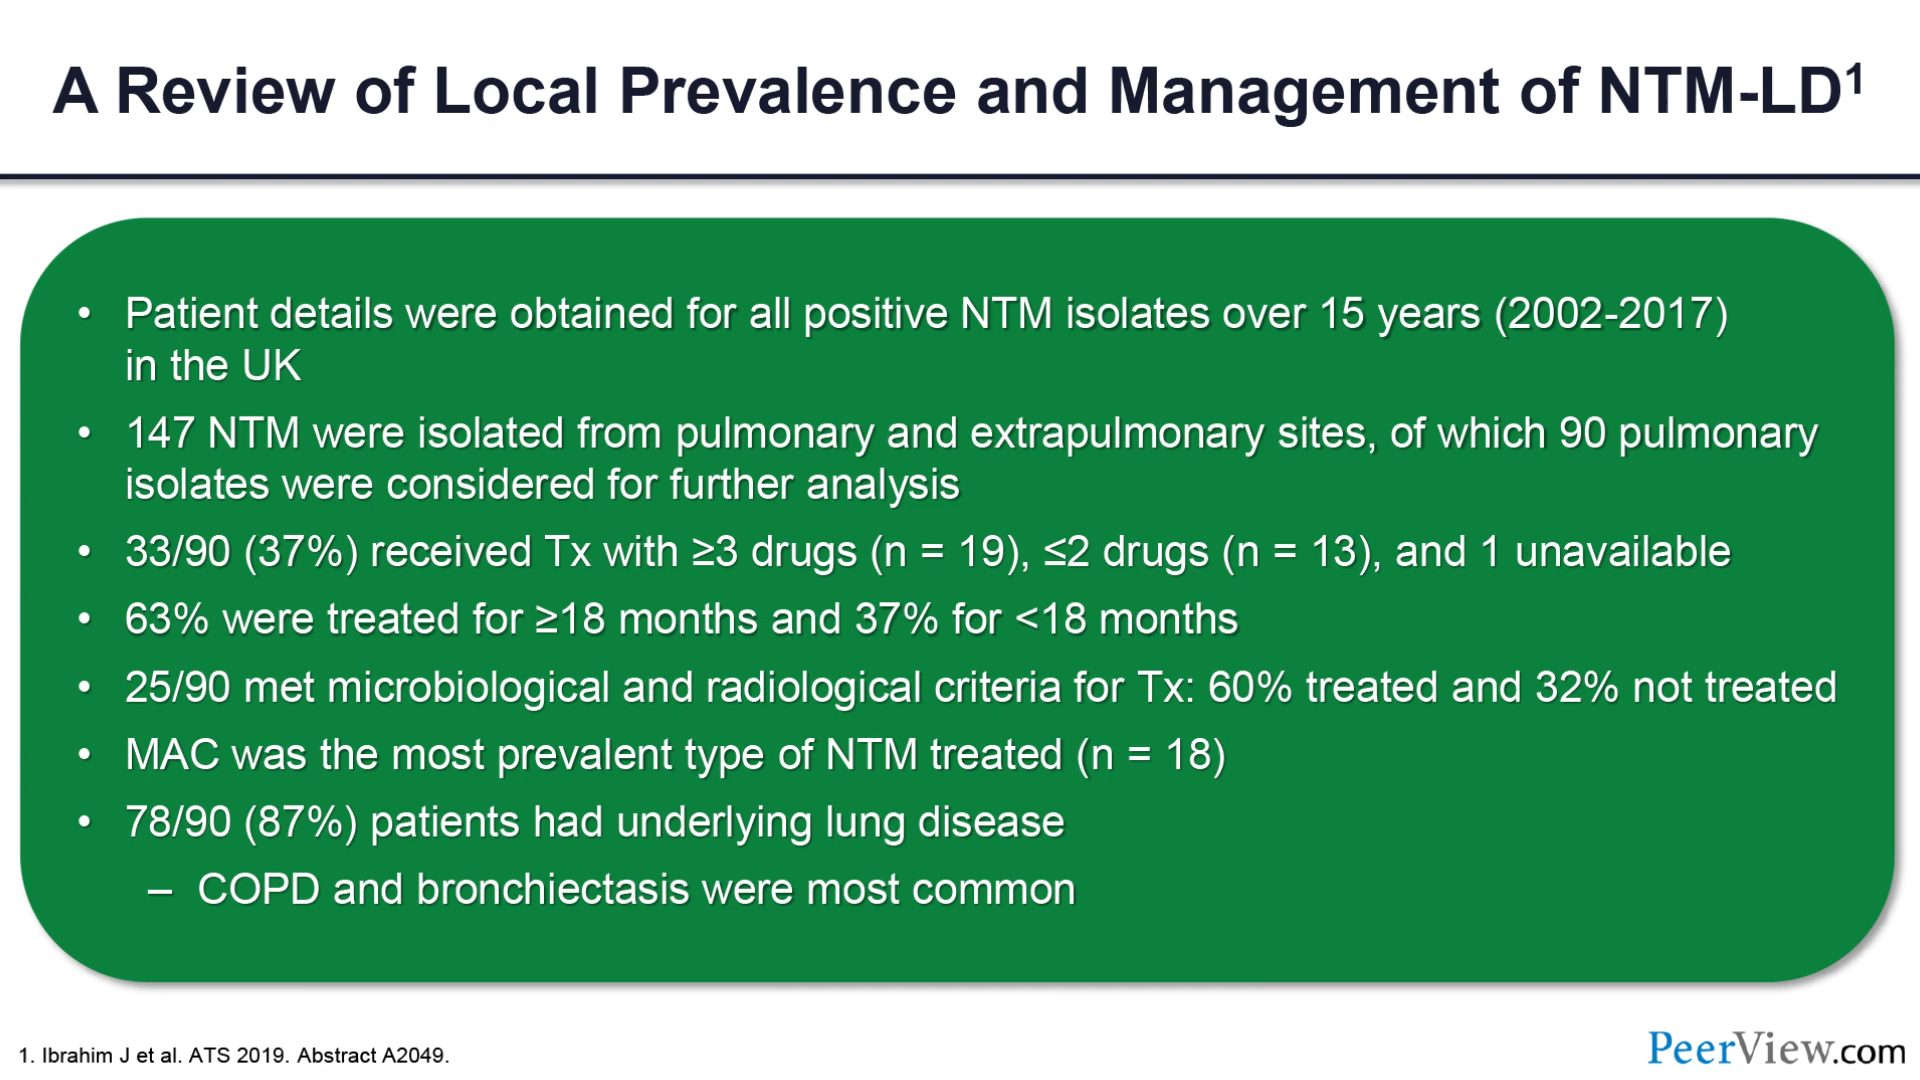 A Review of Local Prevalence and Management of NTM-LD¹
• Patient details were obtained for all positive NTM isolates over 15 years (2002-2017)
in the UK
• 147 NTM were isolated from pulmonary and extrapulmonary sites, of which 90 pulmonary
isolates were considered for further analysis
• 33/90 (37%) received Tx with ≥3 drugs (n = 19), ≤2 drugs (n = 13), and 1 unavailable
• 63% were treated for ≥18 months and 37% for <18 months
• 25/90 met microbiological and radiological criteria for Tx: 60% treated and 32% not treated
• MAC was the most prevalent type of NTM treated (n = 18)
• 78/90 (87%) patients had underlying lung disease
– COPD and bronchiectasis were most common
1. Ibrahim J et al. ATS 2019. Abstract A2049.
PeerView.com